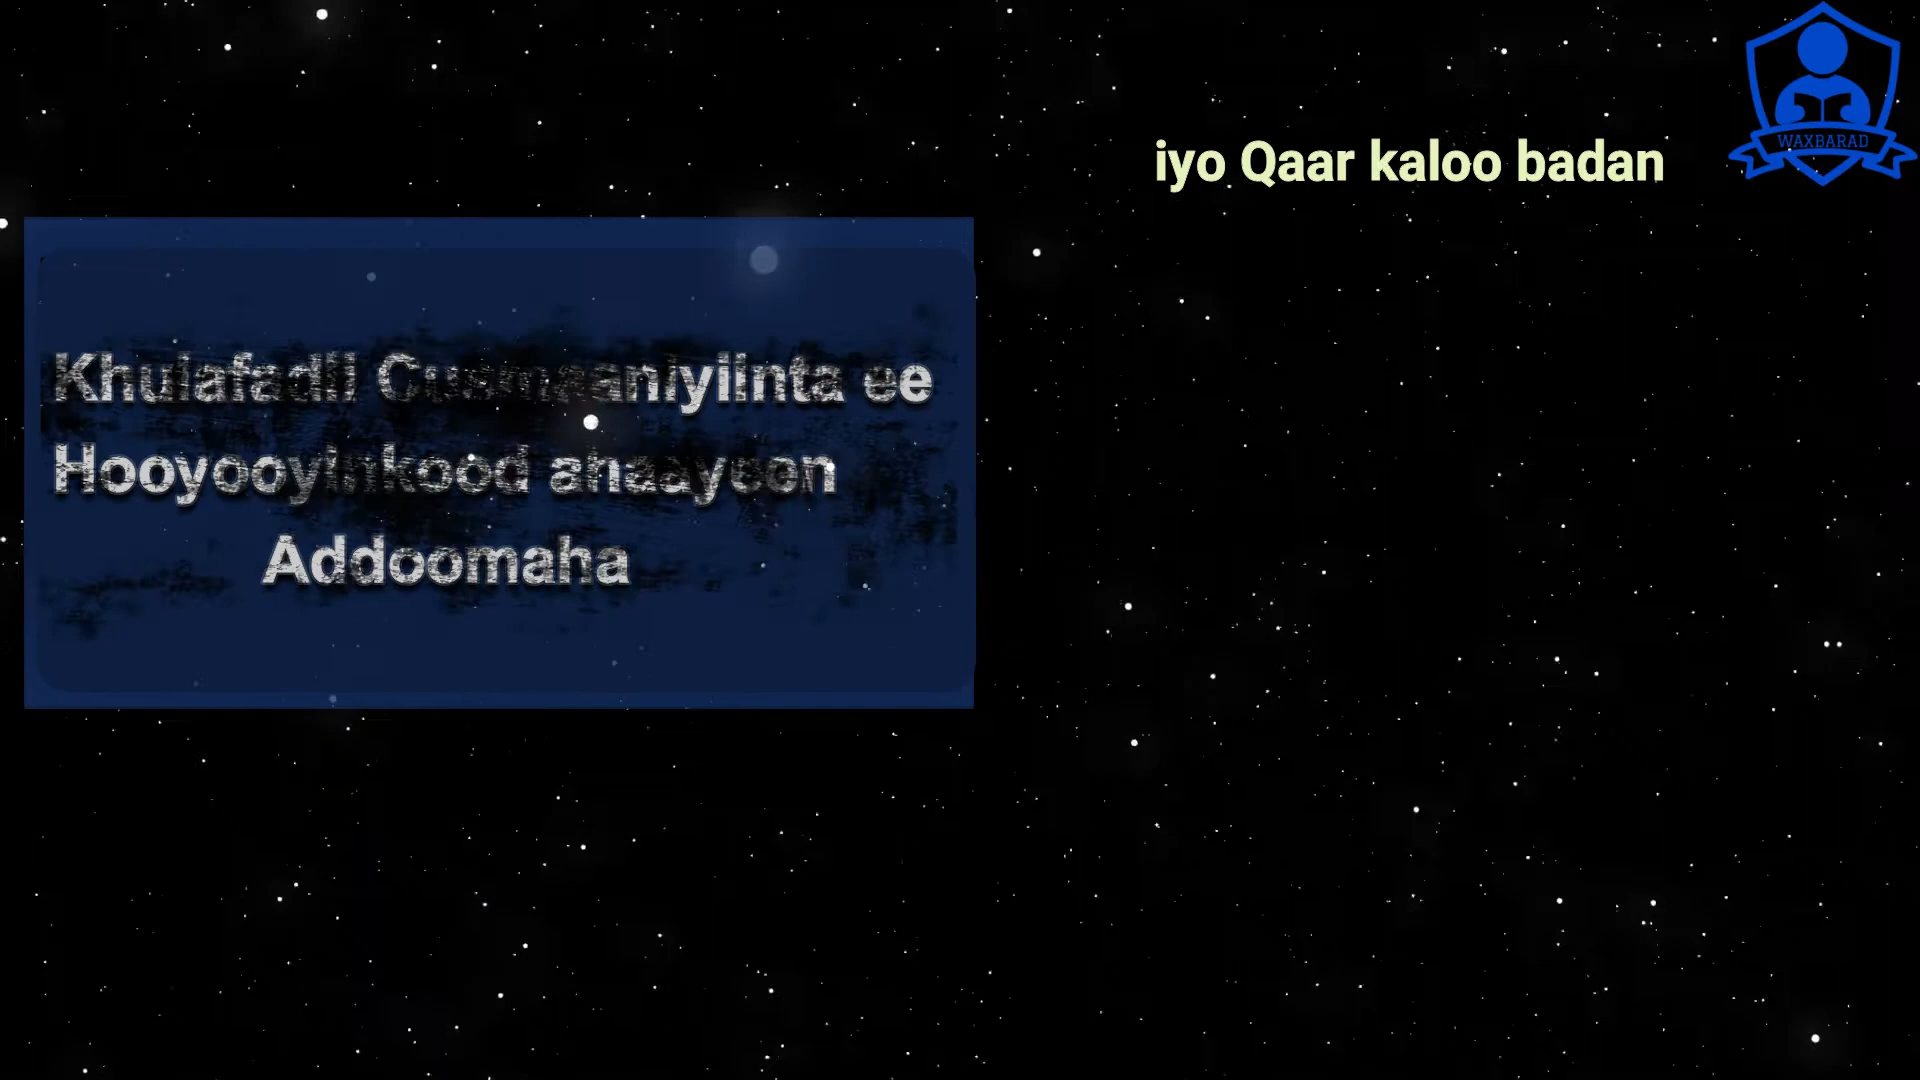 iyo Qaar kaloo badan
WAXBARAD
Khulafadii Cusmaaniyiinta ee
Hooyooyinkood ahaayeen
Addoomaha